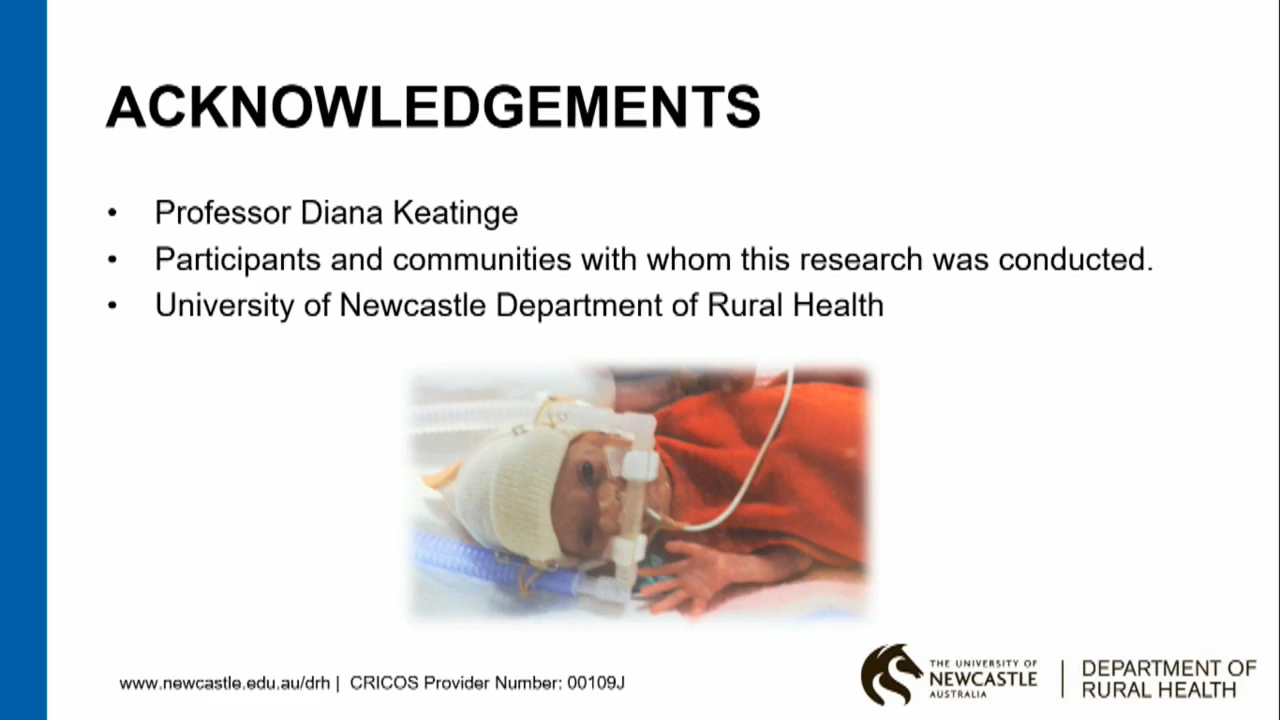 ACKNOWLEDGEMENTS
• Professor Diana Keatinge
• Participants and communities with whom this research was conducted.
• University of Newcastle Department of Rural Health
www.newcastle.edu.au/drh | CRICOS Provider Number: 00109J
THE UNIVERSITY OF
NEWCASTLE
AUSTRALIA
DEPARTMENT OF
RURAL HEALTH